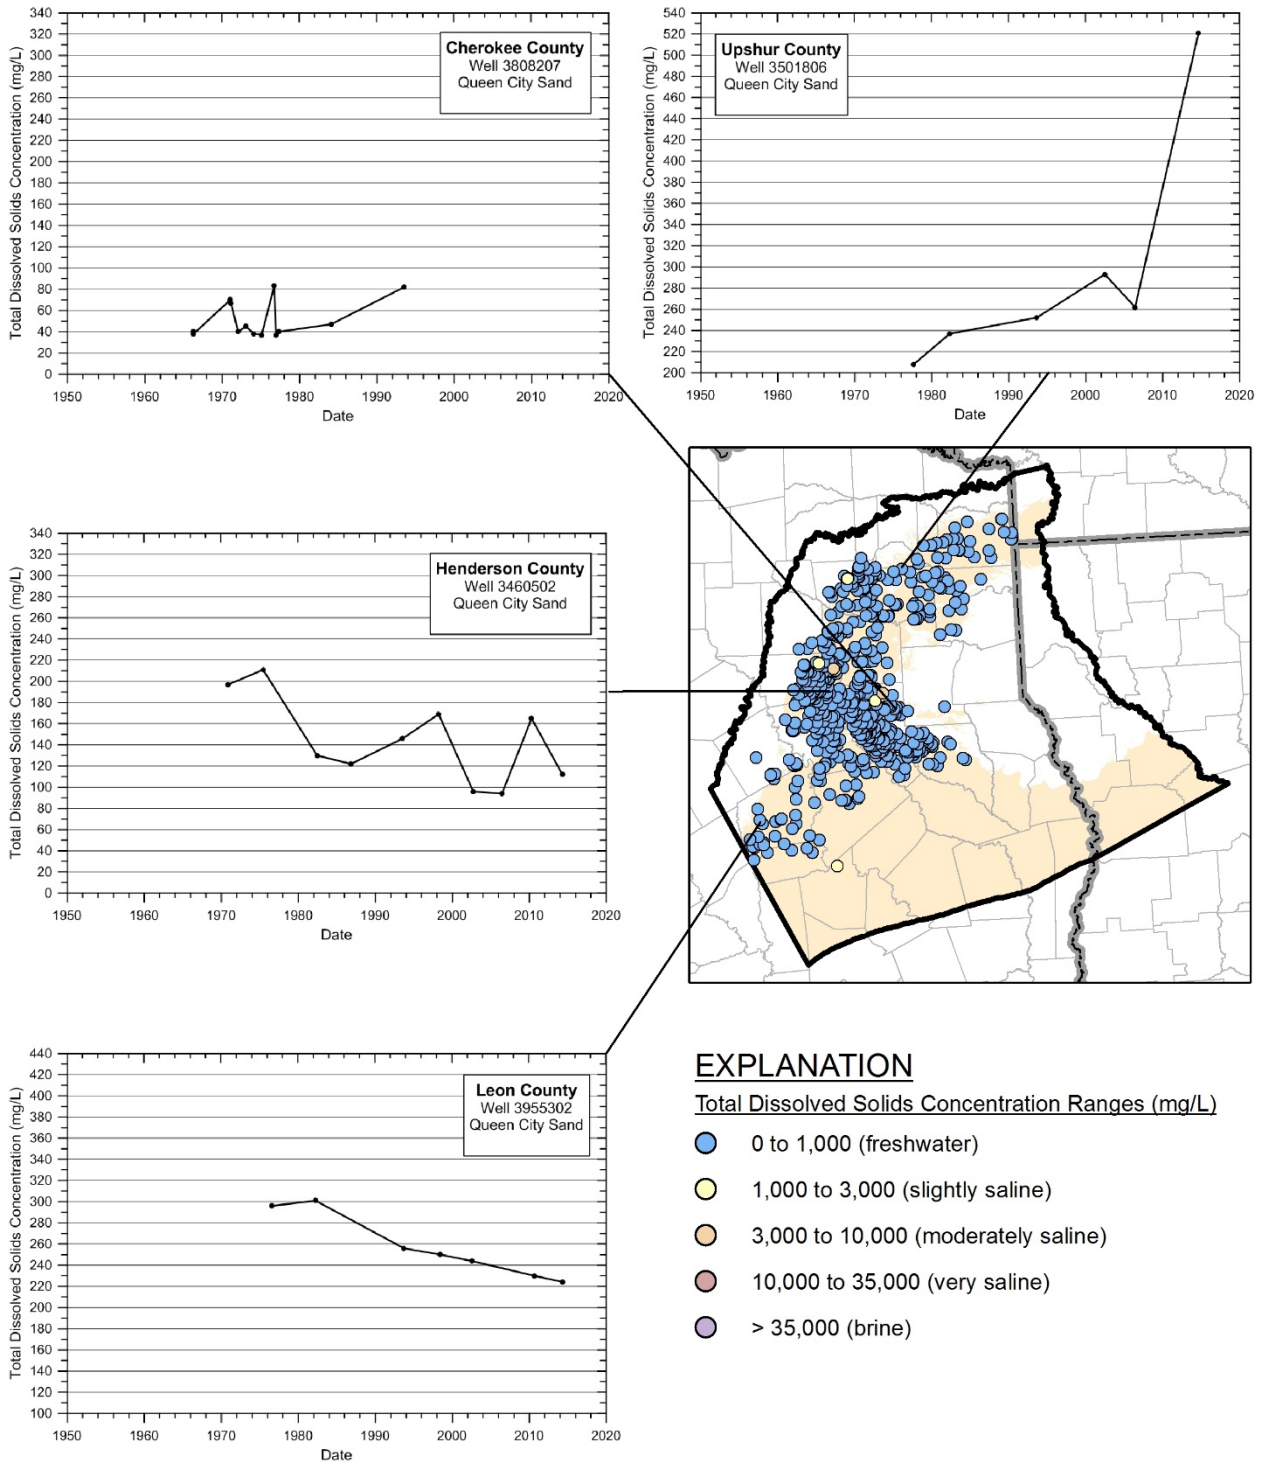 Total Dissolved Solids Concentration (mg/L)
340
320
300
280
260
240
220
200
180
160
140
120
100
80
60
40
20
0
Cherokee County
Well 3808207
Queen City Sand
1950 1960 1970 1980 1990 2000 2010 2020
Date
Total Dissolved Solids Concentration (mg/L)
540
520
500
480
460
440
420
400
380
360
340
320
300
280
260
240
220
200
Upshur County
Well 3501806
Queen City Sand
1950 1960 1970 1980 1990 2000 2010 2020
Date
Total Dissolved Solids Concentration (mg/L)
340
320
300
280
260
240
220
200
180
160
140
120
100
80
60
40
20
0
Henderson County
Well 3460502
Queen City Sand
1950 1960 1970 1980 1990 2000 2010 2020
Date
Total Dissolved Solids Concentration (mg/L)
440
420
400
380
360
340
320
300
280
260
240
220
200
180
160
140
120
100
Leon County
Well 3955302
Queen City Sand
1950 1960 1970 1980 1990 2000 2010 2020
Date
EXPLANATION
Total Dissolved Solids Concentration Ranges (mg/L)
0 to 1,000 (freshwater)
1,000 to 3,000 (slightly saline)
3,000 to 10,000 (moderately saline)
10,000 to 35,000 (very saline)
> 35,000 (brine)